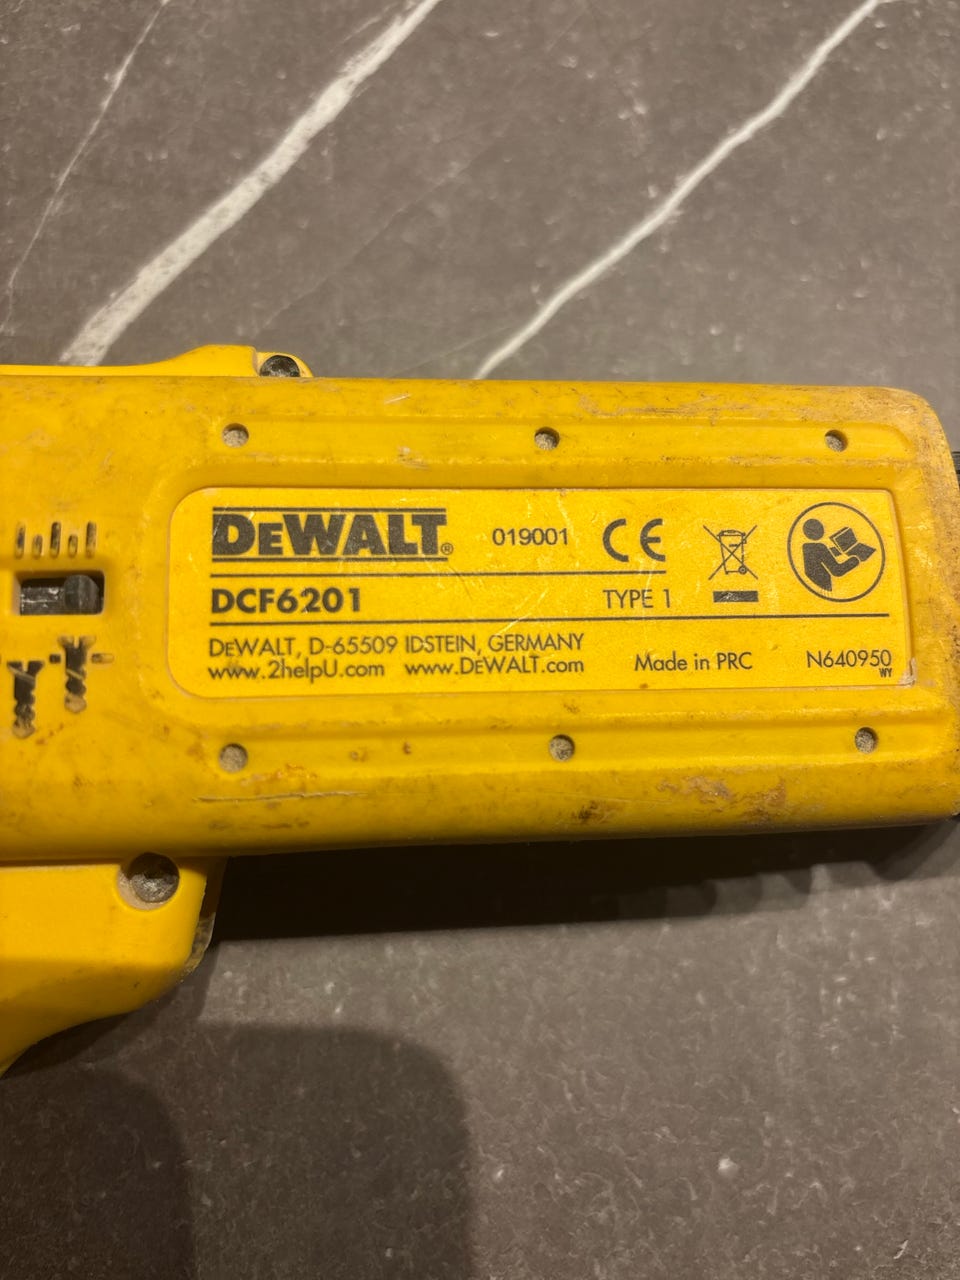 DEWALT® 019001 CE
DCF6201 TYPE 1
DEWALT, D-65509 IDSTEIN, GERMANY
www.2helpU.com www.DEWALT.com Made in PRC N640950
WY